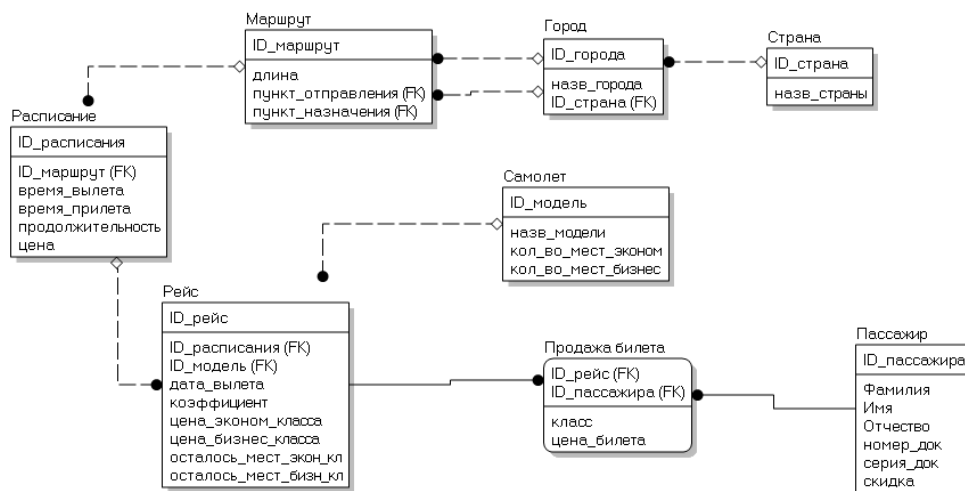 Маршрут
ID_маршрут
длина
пункт_отправления (FK)
пункт_назначения (FK)
Город
ID_города
назв_города
ID_страна (FK)
Страна
ID_страна
назв_страны
Расписание
ID_расписания
ID_маршрут (FK)
время_вылета
время_прилета
продолжительность
цена
Самолет
ID_модель
назв_модели
кол_во_мест_эконом
кол_во_мест_бизнес
Рейс
ID_рейс
ID_расписания (FK)
ID_модель (FK)
дата_вылета
коэффициент
цена_эконом_класса
цена_бизнес_класса
осталось_мест_экон_кл
осталось_мест_бизн_кл
Продажа билета
ID_рейс (FK)
ID_пассажира (FK)
класс
цена_билета
Пассажир
ID_пассажира
Фамилия
Имя
Отчество
номер_док
серия_док
скидка